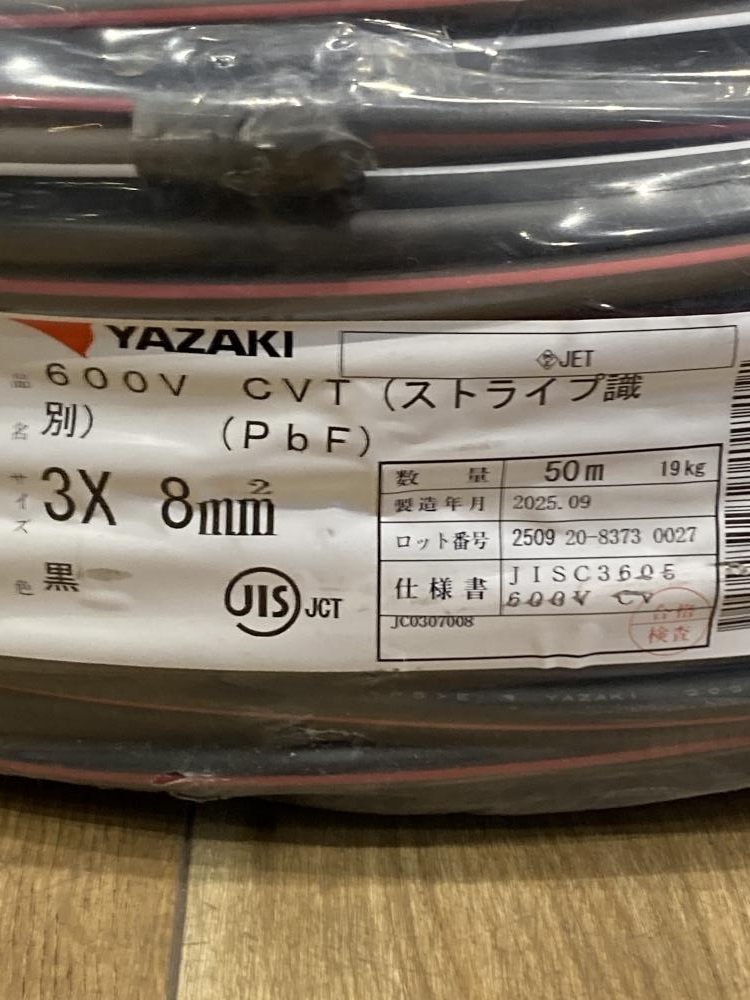 YAZAKI
JET
品名 600V CVT (ストライプ識
別) (PbF)
サイズ 3X 8mm²
色 黒
JIS JCT
数量 50m 19kg
製造年月 2025.09
ロット番号 2509 20-8373 0027
仕様書 JISC3605
600V CV
JC0307008
合格
検査
YAZAKI